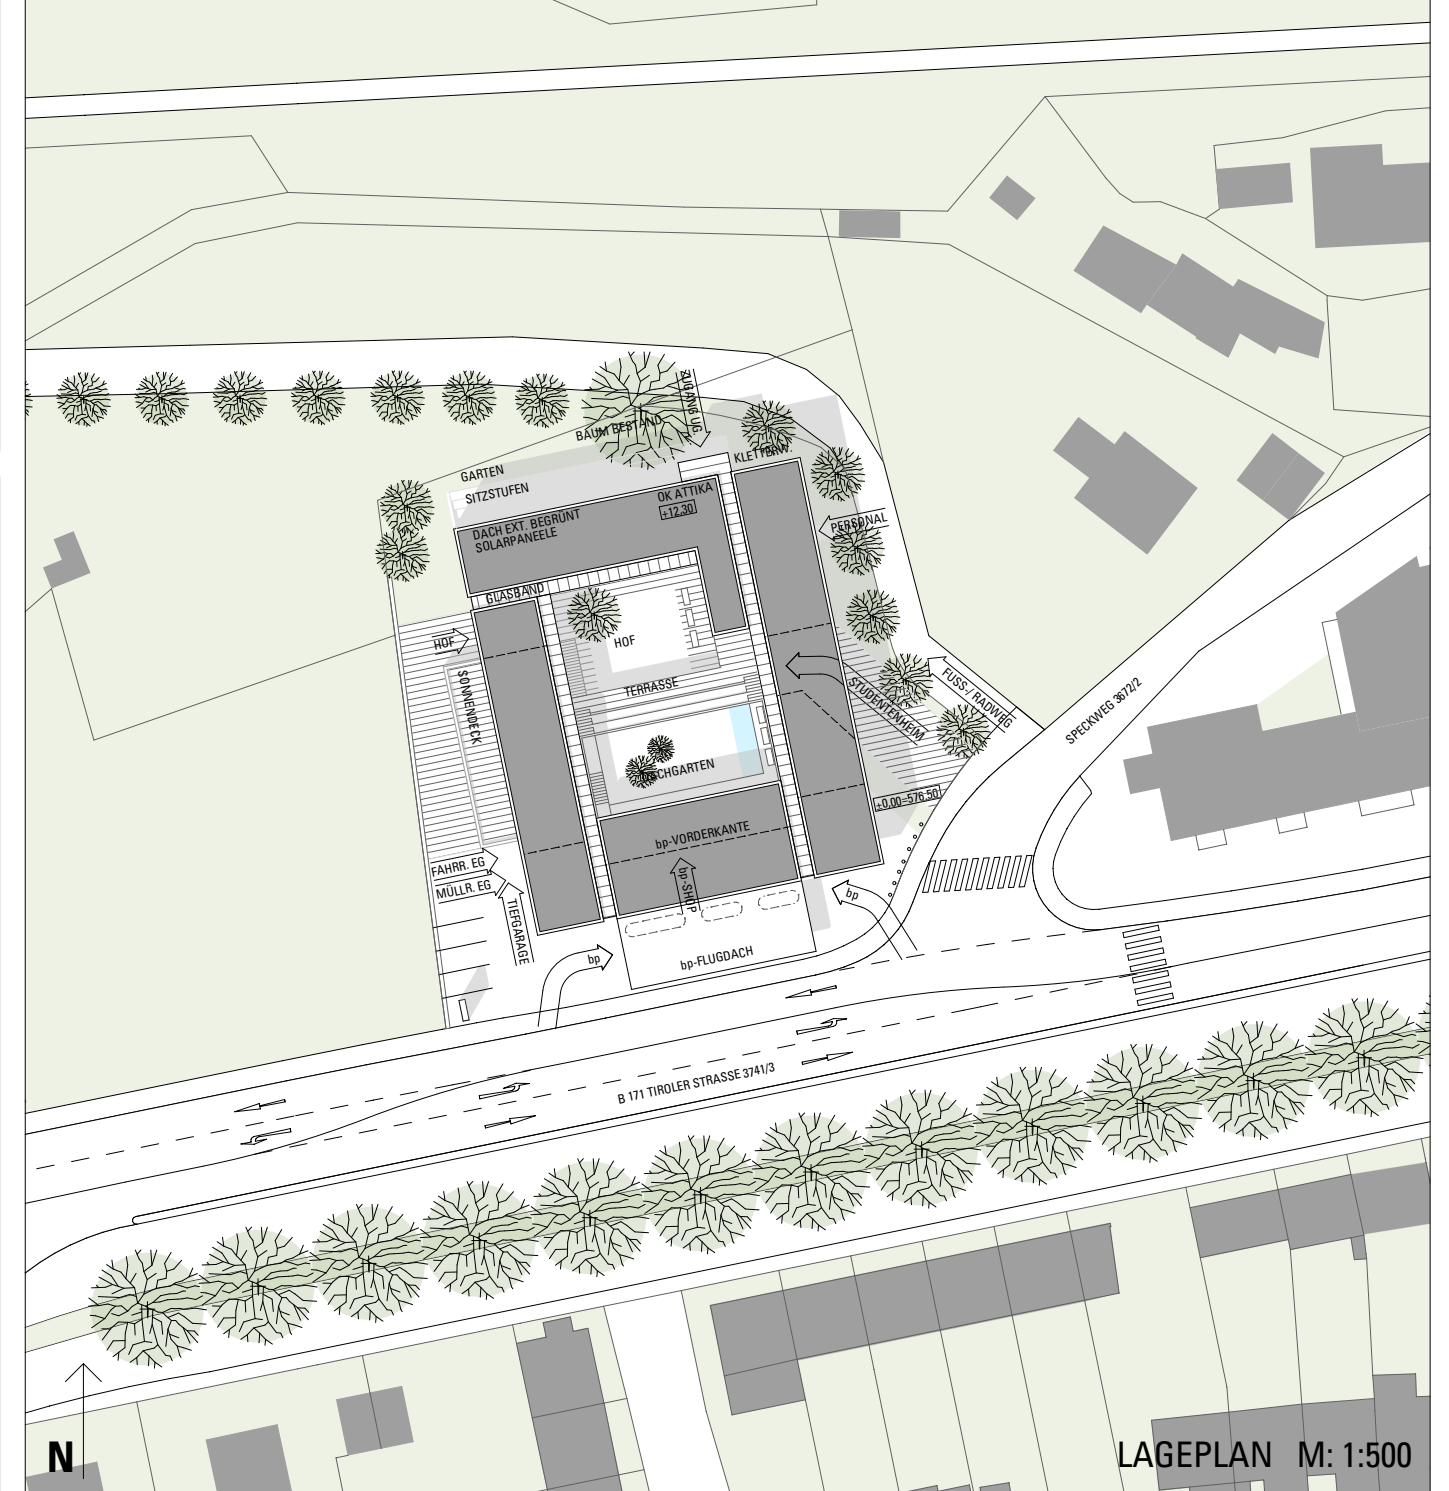 ZUGANG UG
BAUM BESTAND
KLETTERW.
GARTEN
SITZSTUFEN
OK ATTIKA
+12,30
DACH EXT. BEGRÜNT
SOLARPANEELE
PERSONAL
GLASBAND
HOF
HOF
SONNENDECK
TERRASSE
STUDENTENHEIM
FUSS-/ RADWEG
SPECKWEG 3672/2
±0,00=576,50
bp-VORDERKANTE
bp-SHOP
FAHRR. EG
MÜLLR. EG
TIEFGARAGE
bp
bp
bp-FLUGDACH
B 171 TIROLER STRASSE 3741/3
N
LAGEPLAN M: 1:500